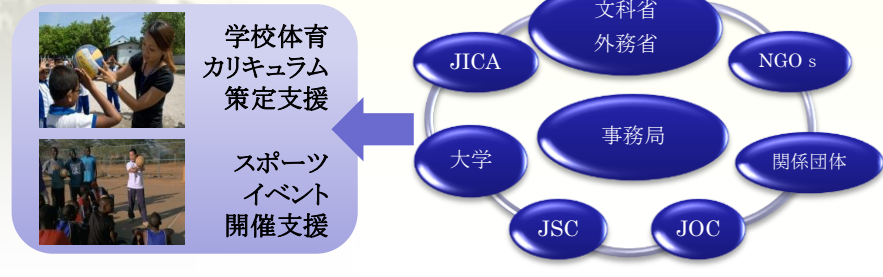 学校体育
カリキュラム
策定支援
スポーツ
イベント
開催支援
文科省
外務省
JICA
NGO s
事務局
大学
関係団体
JSC
JOC